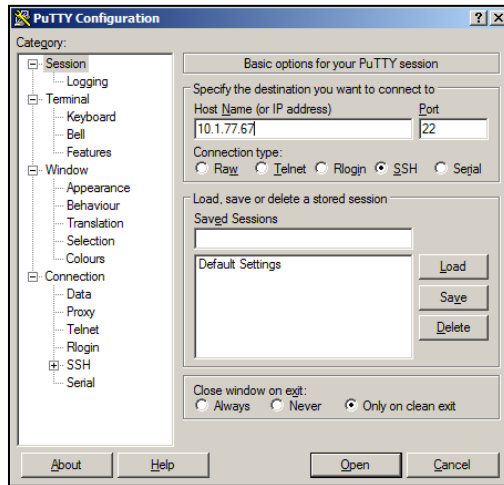 PuTTY Configuration
Category:
Session
Logging
Terminal
Keyboard
Bell
Features
Window
Appearance
Behaviour
Translation
Selection
Colours
Connection
Data
Proxy
Telnet
Rlogin
SSH
Serial
Basic options for your PuTTY session
Specify the destination you want to connect to
Host Name (or IP address) Port
10.1.77.67 22
Connection type:
Raw Telnet Rlogin SSH Serial
Load, save or delete a stored session
Saved Sessions
Default Settings
Load
Save
Delete
Close window on exit:
Always Never Only on clean exit
About Help Open Cancel